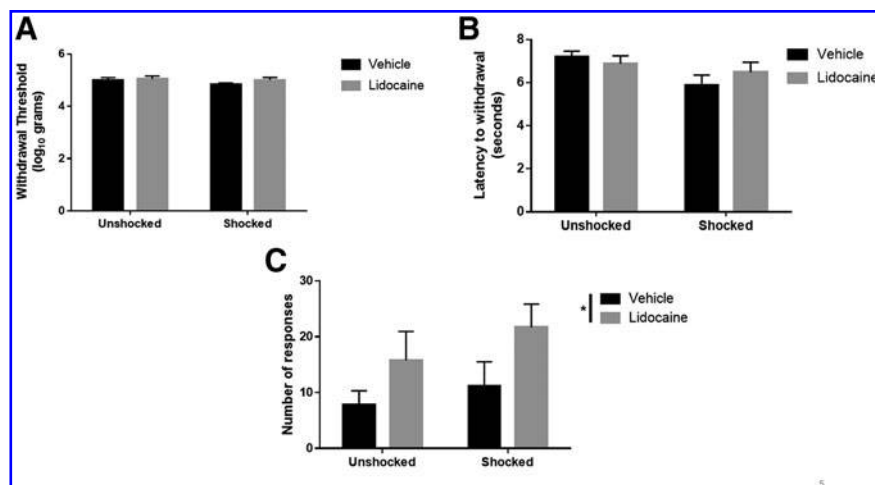 A
Withdrawal Threshold
(log10 grams)
6
4
2
0
Unshocked
Shocked
Vehicle
Lidocaine
B
Latency to withdrawal
(seconds)
8
6
4
2
0
Unshocked
Shocked
Vehicle
Lidocaine
C
Number of responses
30
20
10
0
Unshocked
Shocked
*
Vehicle
Lidocaine
5